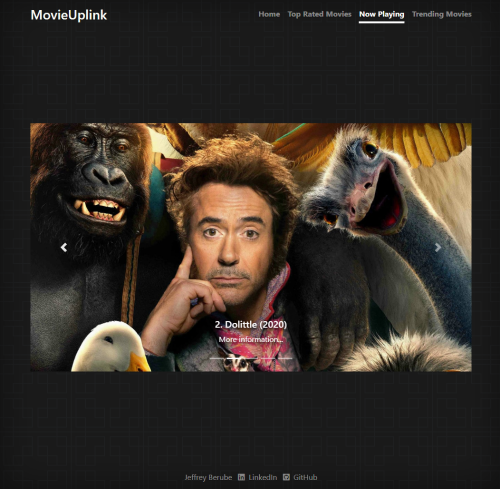 MovieUplink
Home Top Rated Movies Now Playing Trending Movies
2. Dolittle (2020)
More information...
Jeffrey Berube LinkedIn GitHub